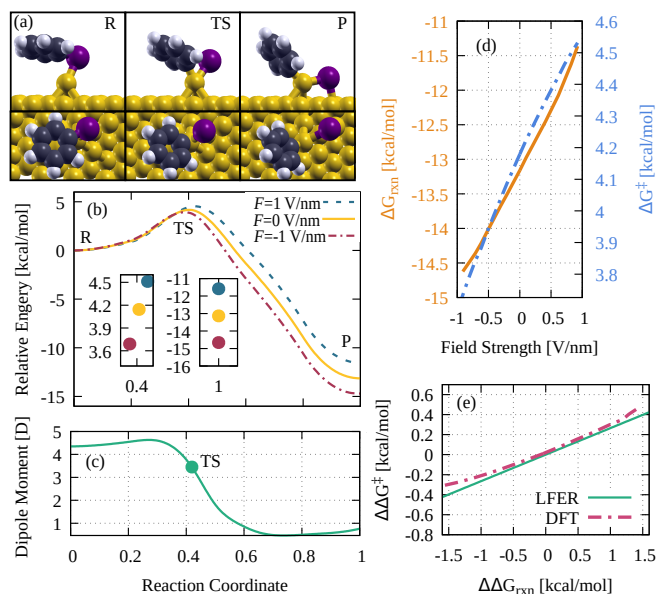 (a)
R
TS
P
(b)
Relative Engery [kcal/mol]
5
0
-5
-10
-15
R
TS
P
F=1 V/nm
F=0 V/nm
F=-1 V/nm
4.5
4.2
3.9
3.6
0.4
-11
-12
-13
-14
-15
-16
1
(c)
Dipole Moment [D]
5
4
3
2
1
TS
0
0.2
0.4
0.6
0.8
1
Reaction Coordinate
(d)
ΔG_rxn [kcal/mol]
-11
-11.5
-12
-12.5
-13
-13.5
-14
-14.5
-15
ΔG‡ [kcal/mol]
4.6
4.5
4.4
4.3
4.2
4.1
4
3.9
3.8
-1
-0.5
0
0.5
1
Field Strength [V/nm]
(e)
ΔΔG‡ [kcal/mol]
0.6
0.4
0.2
0
-0.2
-0.4
-0.6
-0.8
LFER
DFT
-1.5
-1
-0.5
0
0.5
1
1.5
ΔΔG_rxn [kcal/mol]